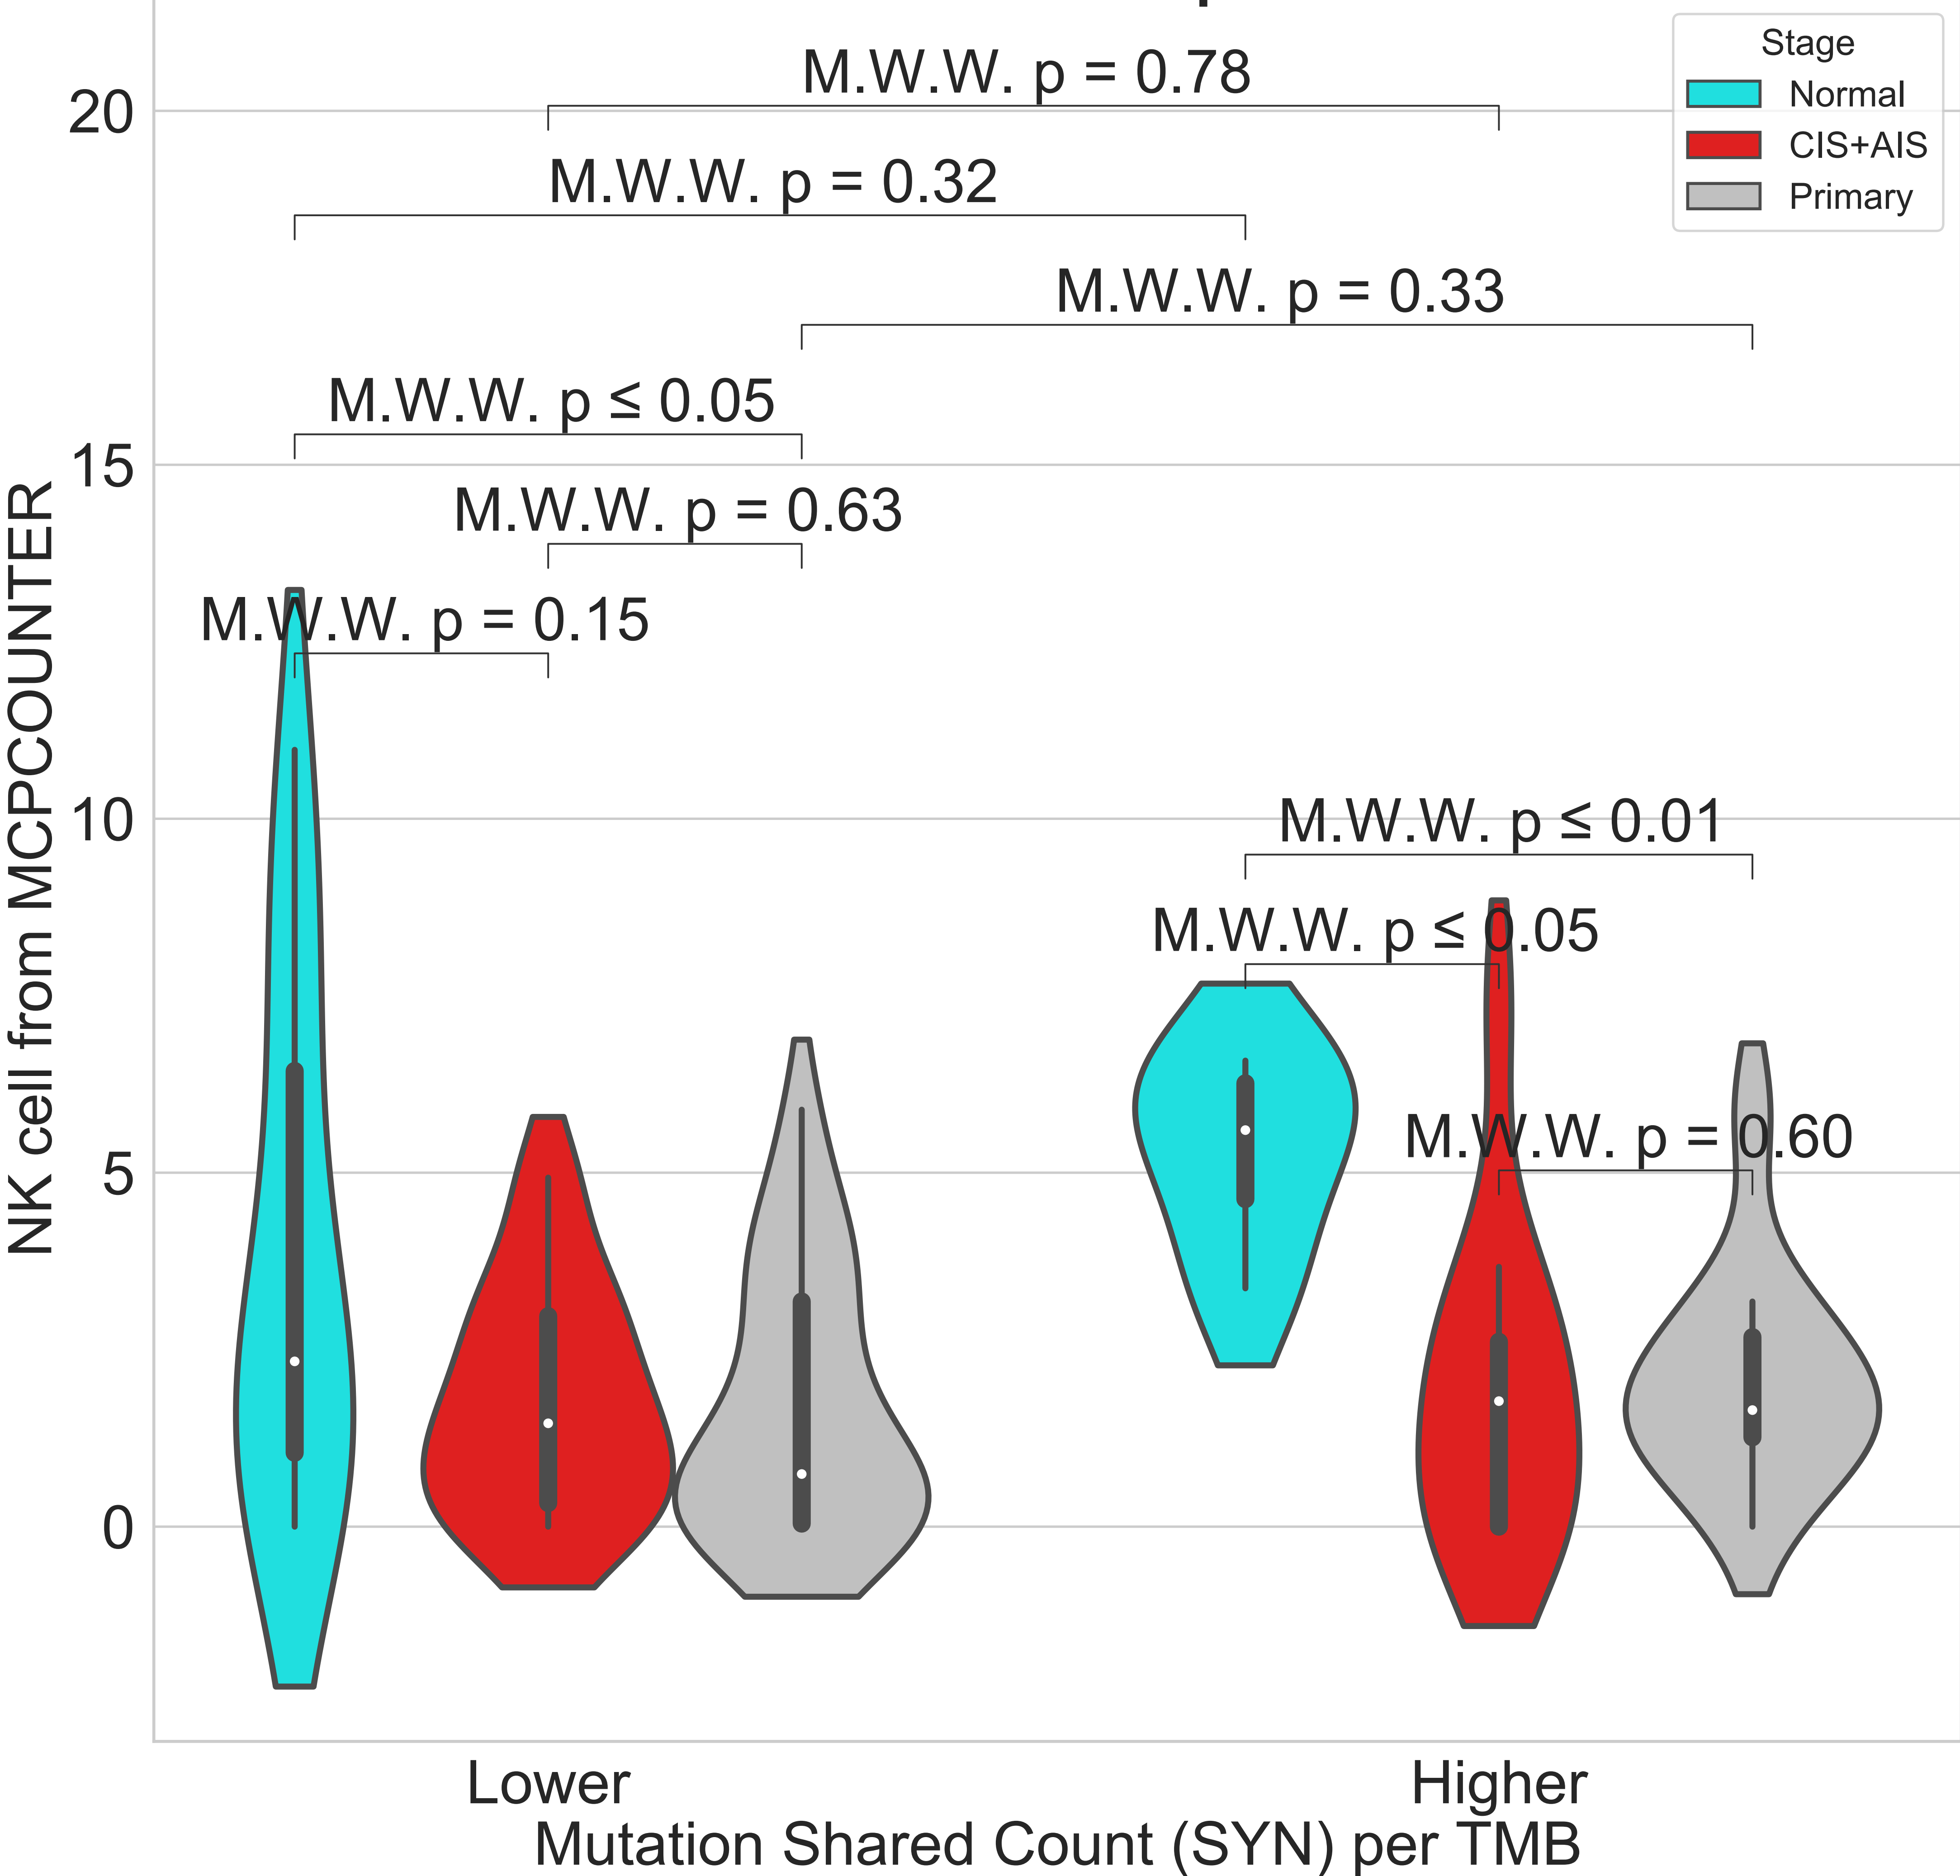 M.W.W. p = 0.78
M.W.W. p = 0.32
M.W.W. p = 0.33
M.W.W. p ≤ 0.05
M.W.W. p = 0.63
M.W.W. p = 0.15
M.W.W. p ≤ 0.01
M.W.W. p ≤ 0.05
M.W.W. p = 0.60
Stage
Normal
CIS+AIS
Primary
20
15
10
5
0
NK cell from MCPCOUNTER
Lower
Higher
Mutation Shared Count (SYN) per TMB